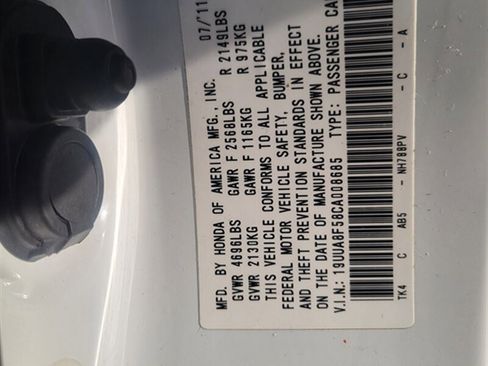 MFD. BY HONDA OF AMERICA MFG., INC. 07/11
GVWR 4696LBS GAWR F 2568LBS R 2149LBS
GVWR 2130KG GAWR F 1165KG R 975KG
THIS VEHICLE CONFORMS TO ALL APPLICABLE
FEDERAL MOTOR VEHICLE SAFETY, BUMPER,
AND THEFT PREVENTION STANDARDS IN EFFECT
ON THE DATE OF MANUFACTURE SHOWN ABOVE.
V.I.N.: 19UUA8F58CA008685 TYPE: PASSENGER CA
TK4 C AB5 - NH788PV - C - A